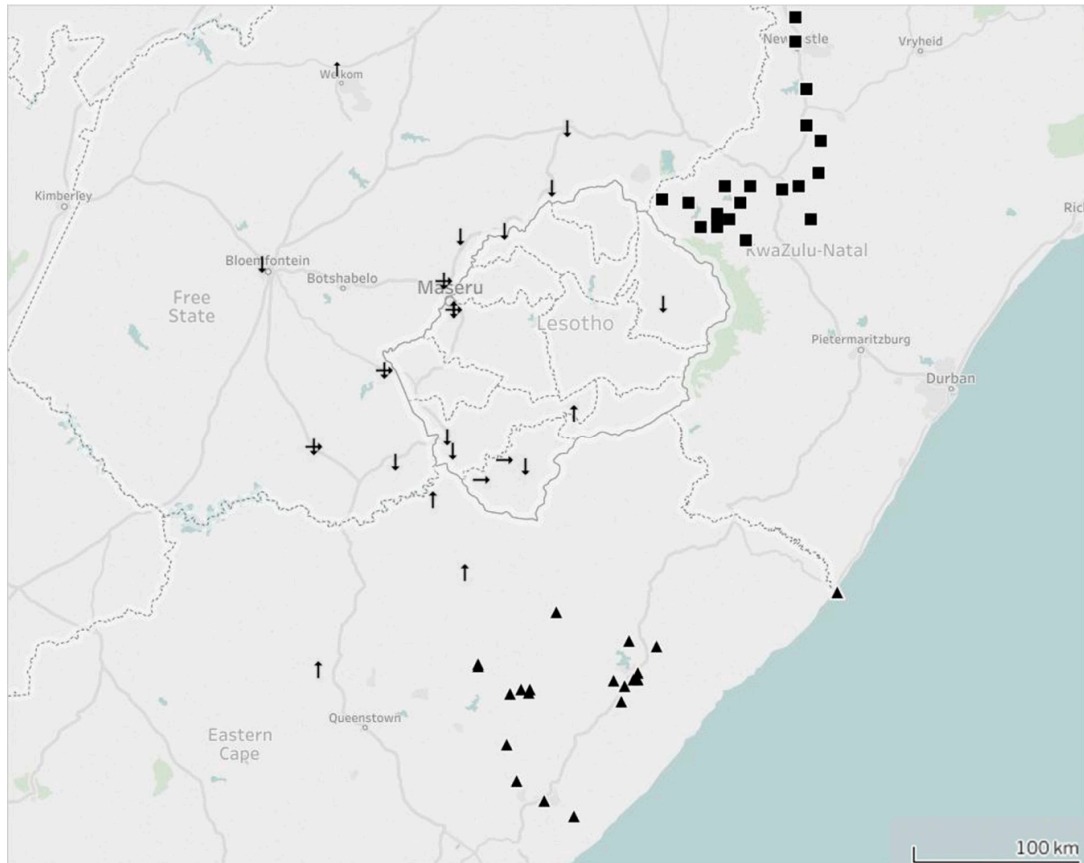 Newcastle
Vryheid
Welkom
Kimberley
KwaZulu-Natal
Bloemfontein
Botshabelo
Maseru
Free
State
Lesotho
Pietermaritzburg
Durban
Queenstown
Eastern
Cape
100 km